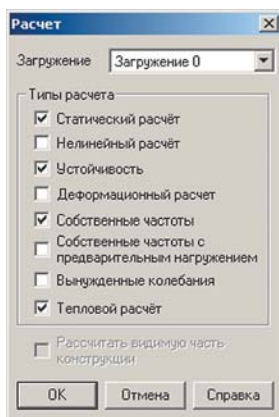 Расчет
Загружение
Загружение 0
Типы расчета
Статический расчёт
Нелинейный расчёт
Устойчивость
Деформационный расчет
Собственные частоты
Собственные частоты с
предварительным нагружением
Вынужденные колебания
Тепловой расчёт
Рассчитать видимую часть
конструкции
OK Отмена Справка